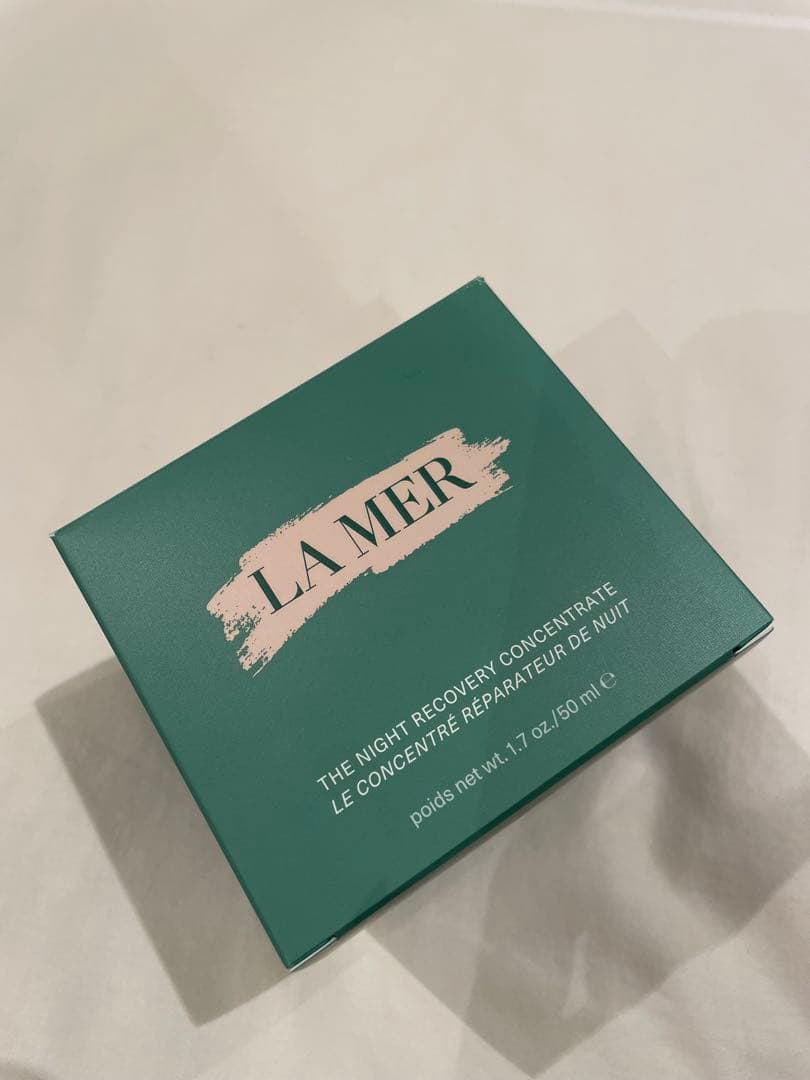 LA MER
THE NIGHT RECOVERY CONCENTRATE
LE CONCENTRÉ RÉPARATEUR DE NUIT
poids net wt. 1.7 oz./50 ml ℮